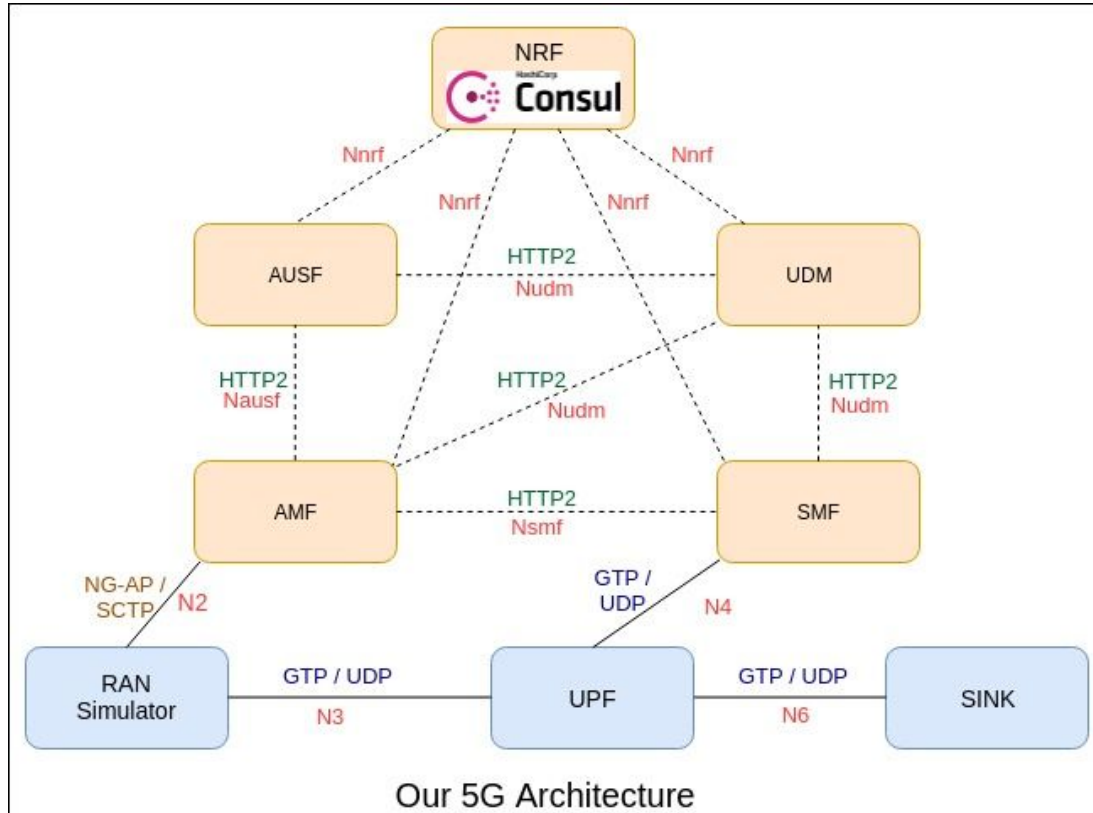 NRF
HashiCorp
Consul
Nnrf
Nnrf
Nnrf
Nnrf
AUSF
HTTP2
Nudm
UDM
HTTP2
Nausf
HTTP2
Nudm
HTTP2
Nudm
AMF
HTTP2
Nsmf
SMF
NG-AP /
SCTP
N2
GTP /
UDP
N4
RAN
Simulator
GTP / UDP
N3
UPF
GTP / UDP
N6
SINK
Our 5G Architecture